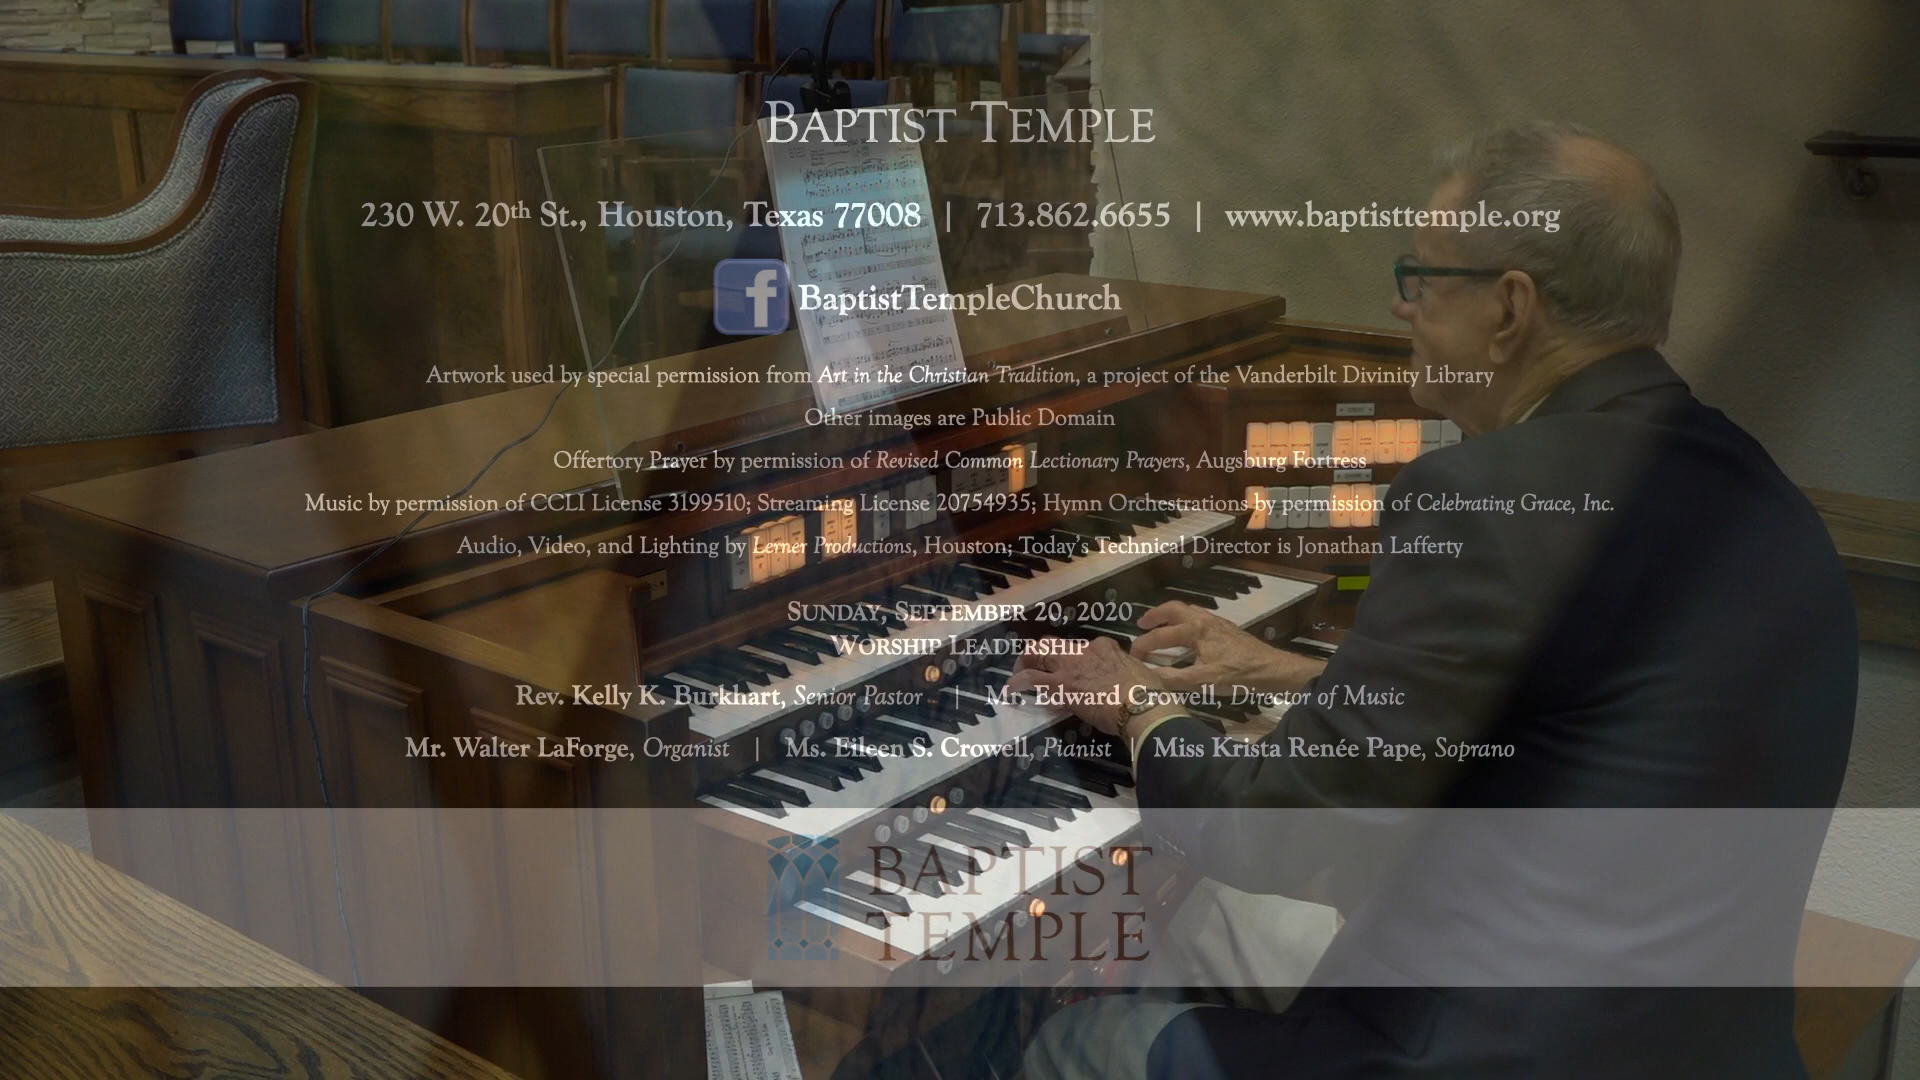 BAPTIST TEMPLE
230 W. 20th St., Houston, Texas 77008 | 713.862.6655 | www.baptisttemple.org
f BaptistTempleChurch
Artwork used by special permission from Art in the Christian Tradition, a project of the Vanderbilt Divinity Library
Other images are Public Domain
Offertory Prayer by permission of Revised Common Lectionary Prayers, Augsburg Fortress
Music by permission of CCLI License 3199510; Streaming License 20754935; Hymn Orchestrations by permission of Celebrating Grace, Inc.
Audio, Video, and Lighting by Lerner Productions, Houston; Today's Technical Director is Jonathan Lafferty
SUNDAY, SEPTEMBER 20, 2020
WORSHIP LEADERSHIP
Rev. Kelly K. Burkhart, Senior Pastor | Mr. Edward Crowell, Director of Music
Mr. Walter LaForge, Organist | Ms. Eileen S. Crowell, Pianist | Miss Krista Renée Pape, Soprano
BAPTIST
TEMPLE